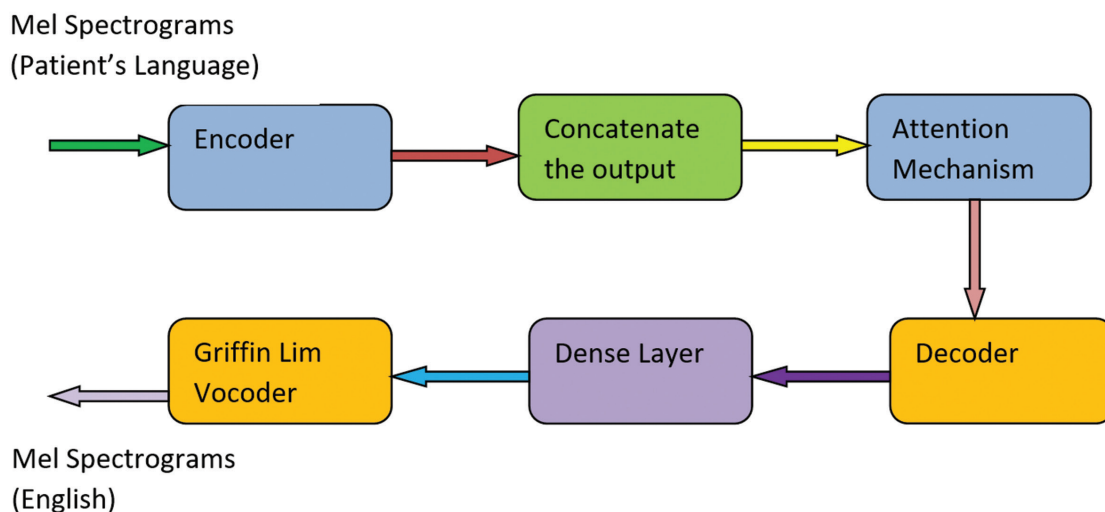 Mel Spectrograms
(Patient’s Language)
Encoder
Concatenate
the output
Attention
Mechanism
Griffin Lim
Vocoder
Dense Layer
Decoder
Mel Spectrograms
(English)